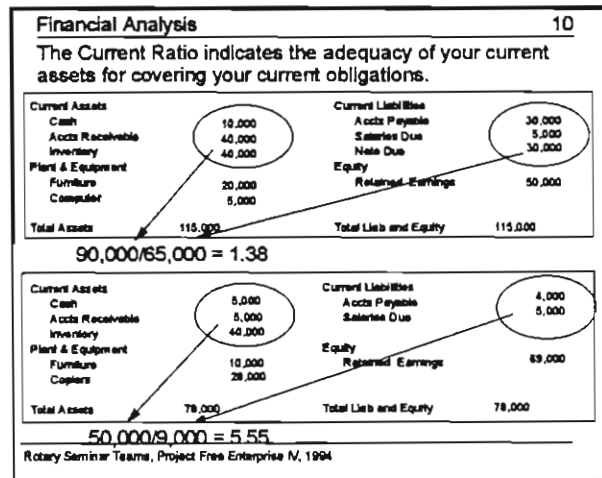 Financial Analysis 10
The Current Ratio indicates the adequacy of your current
assets for covering your current obligations.
Current Assets Current Liabilities
Cash 10,000 Accts Payable 30,000
Accts Receivable 40,000 Salaries Due 5,000
Inventory 40,000 Note Due 30,000
Plant & Equipment Equity
Furniture 20,000 Retained Earnings 50,000
Computer 5,000
Total Assets 115,000 Total Lieb and Equity 115,000
90,000/65,000 = 1.38
Current Assets Current Liabilities
Cash 5,000 Accts Payable 4,000
Accts Receivable 5,000 Salaries Due 5,000
Inventory 40,000
Plant & Equipment Equity
Furniture 10,000 Retained Earnings 69,000
Copiers 28,000
Total Assets 78,000 Total Lieb and Equity 78,000
50,000/9,000 = 5.55
Rotary Seminar Teams, Project Free Enterprise IV, 1994